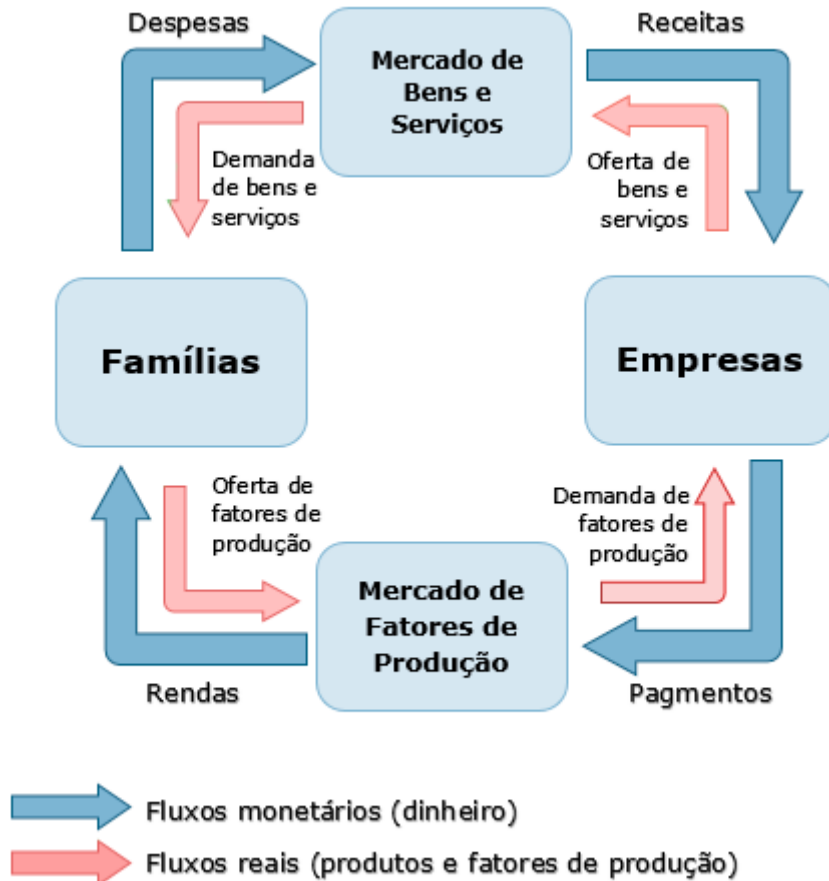 Despesas
Receitas
Mercado de
Bens e
Serviços
Demanda
de bens e
serviços
Oferta de
bens e
serviços
Famílias
Empresas
Oferta de
fatores de
produção
Demanda de
fatores de
produção
Mercado de
Fatores de
Produção
Rendas
Pagmentos
Fluxos monetários (dinheiro)
Fluxos reais (produtos e fatores de produção)